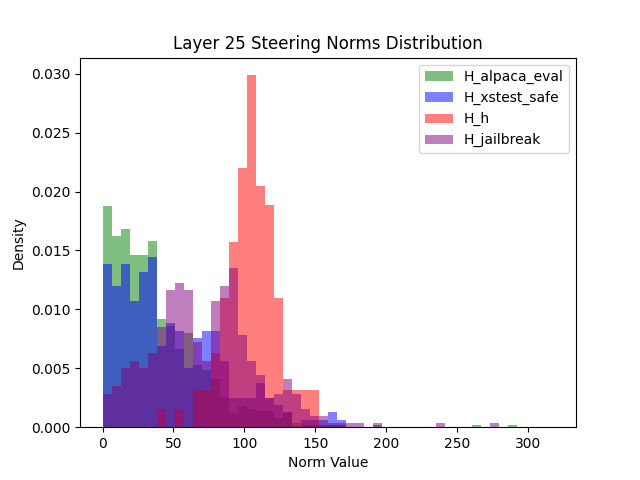 Layer 25 Steering Norms Distribution
H_alpaca_eval
H_xstest_safe
H_h
H_jailbreak
0.030
0.025
0.020
0.015
0.010
0.005
0.000
Density
0 50 100 150 200 250 300
Norm Value